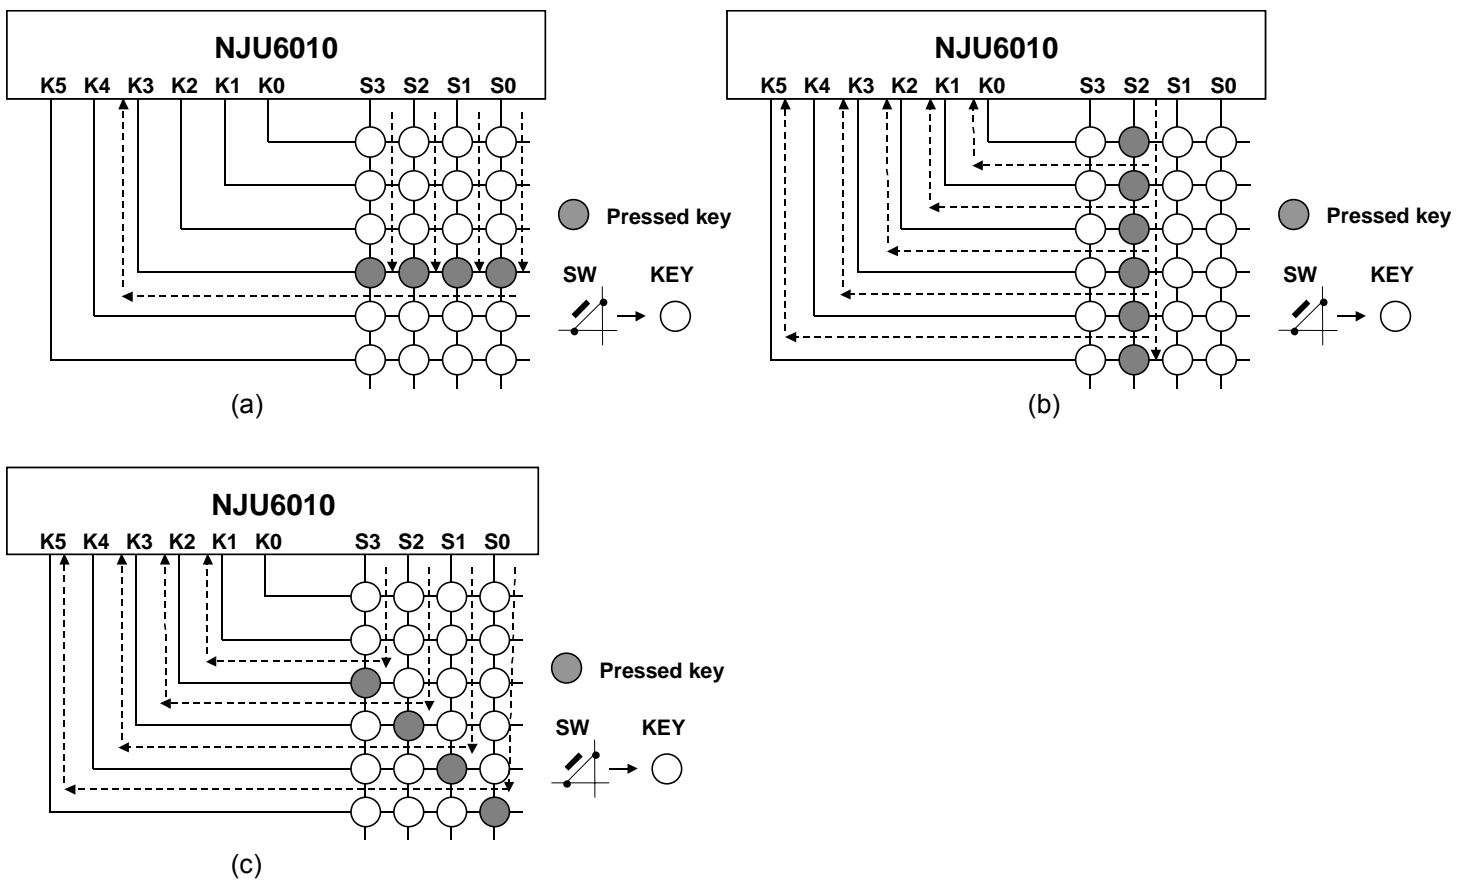 NJU6010
K5 K4 K3 K2 K1 K0 S3 S2 S1 S0
Pressed key
SW KEY
(a)
NJU6010
K5 K4 K3 K2 K1 K0 S3 S2 S1 S0
Pressed key
SW KEY
(b)
NJU6010
K5 K4 K3 K2 K1 K0 S3 S2 S1 S0
Pressed key
SW KEY
(c)